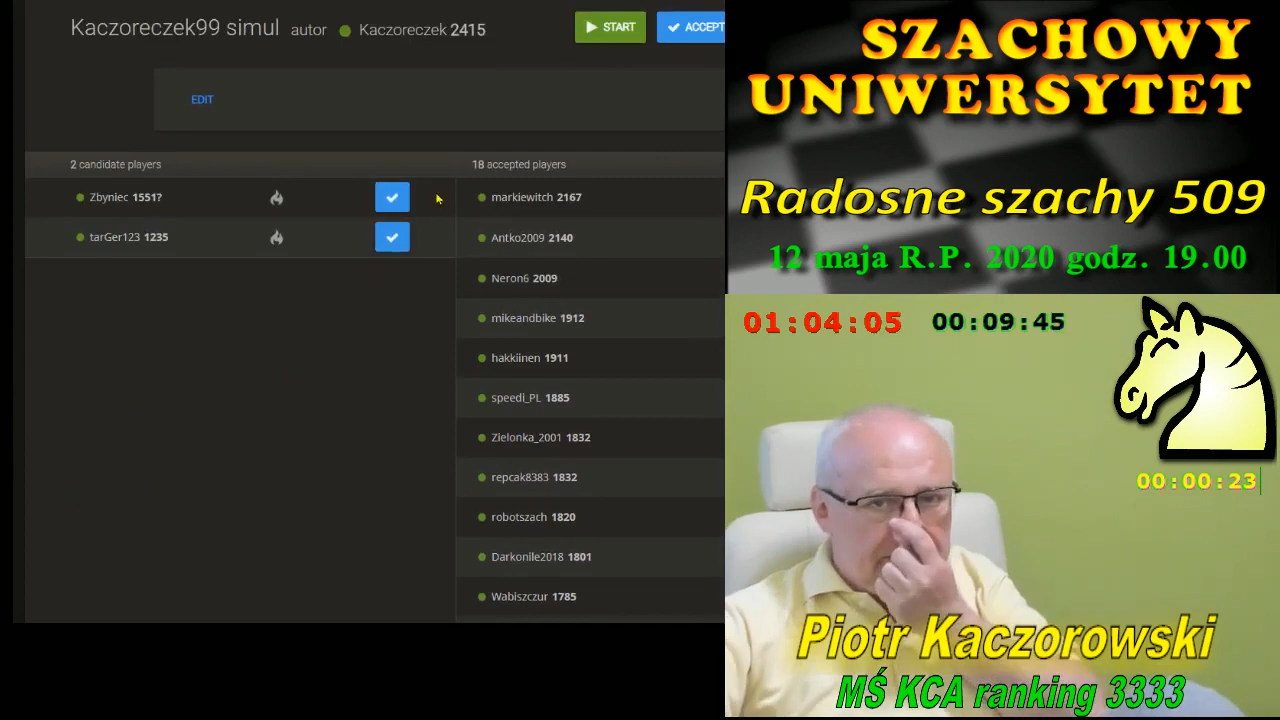 Kaczoreczek99 simul autor Kaczoreczek 2415
START
ACCEPT
EDIT
2 candidate players
Zbyniec 1551?
tarGer123 1235
18 accepted players
markiewitch 2167
Antko2009 2140
Neron6 2009
mikeandbike 1912
hakkiinen 1911
speedi_PL 1885
Zielonka_2001 1832
repcak8383 1832
robotszach 1820
Darkonile2018 1801
Wabiszczur 1785
SZACHOWY
UNIWERSYTET
Radosne szachy 509
12 maja R.P. 2020 godz. 19.00
01:04:05 00:09:45
00:00:23
Piotr Kaczorowski
MŚ KCA ranking 3333